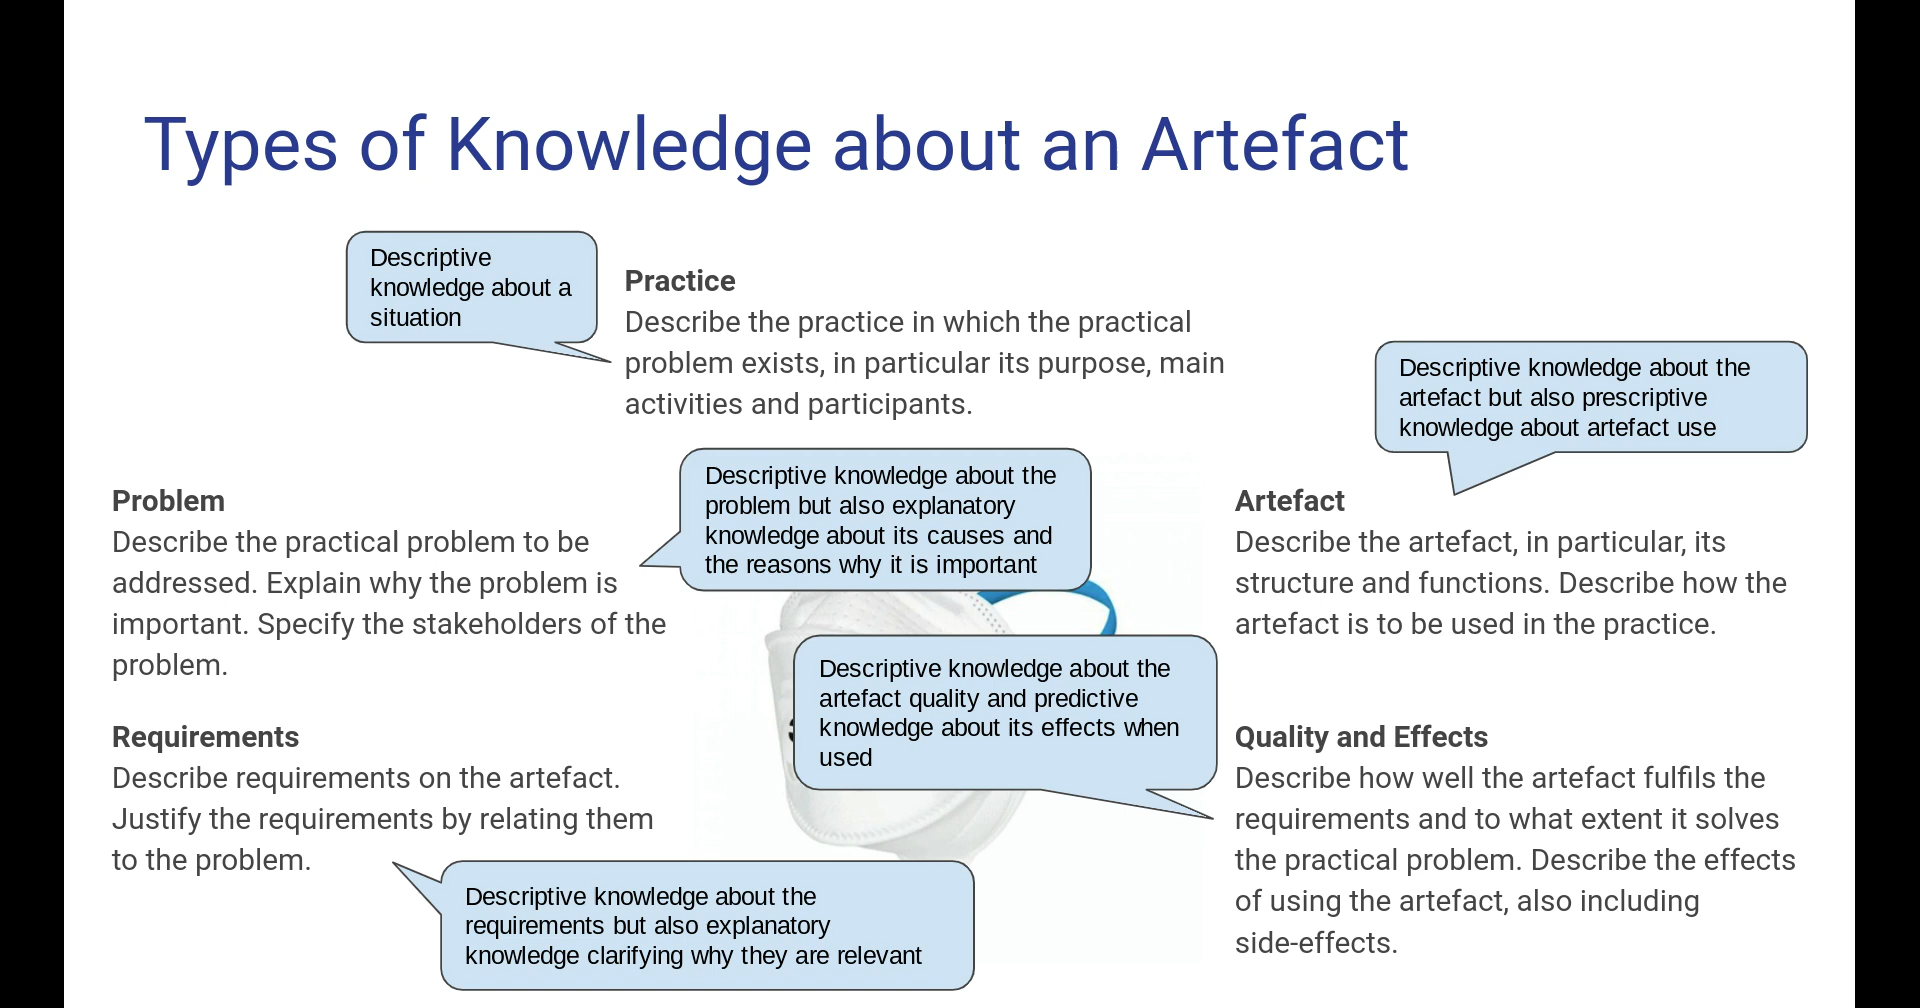 Types of Knowledge about an Artefact
Descriptive
knowledge about a
situation
Practice
Describe the practice in which the practical
problem exists, in particular its purpose, main
activities and participants.
Descriptive knowledge about the
artefact but also prescriptive
knowledge about artefact use
Descriptive knowledge about the
problem but also explanatory
knowledge about its causes and
the reasons why it is important
Problem
Describe the practical problem to be
addressed. Explain why the problem is
important. Specify the stakeholders of the
problem.
Artefact
Describe the artefact, in particular, its
structure and functions. Describe how the
artefact is to be used in the practice.
Descriptive knowledge about the
artefact quality and predictive
knowledge about its effects when
used
Requirements
Describe requirements on the artefact.
Justify the requirements by relating them
to the problem.
Quality and Effects
Describe how well the artefact fulfils the
requirements and to what extent it solves
the practical problem. Describe the effects
of using the artefact, also including
side-effects.
Descriptive knowledge about the
requirements but also explanatory
knowledge clarifying why they are relevant